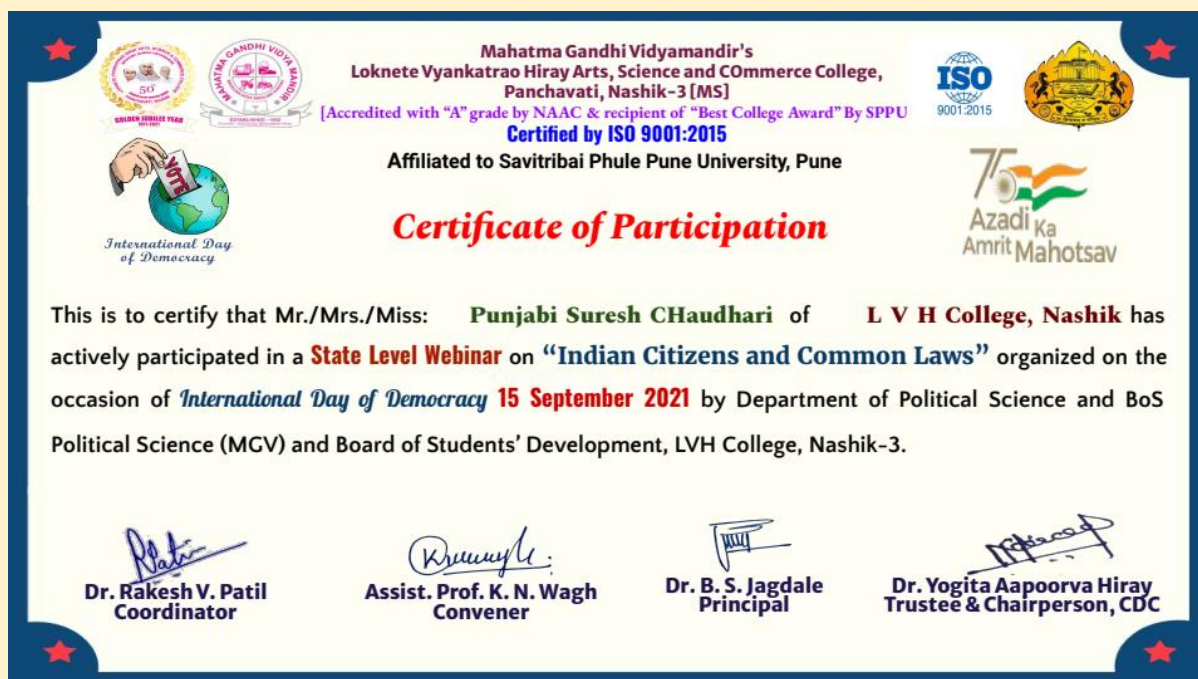 Mahatma Gandhi Vidyamandir's
Loknete Vyankatrao Hiray Arts, Science and COmmerce College,
Panchavati, Nashik-3 [MS]
[Accredited with "A" grade by NAAC & recipient of "Best College Award" By SPPU
Certified by ISO 9001:2015
Affiliated to Savitribai Phule Pune University, Pune
50
GOLDEN JUBILEE YEAR
MAHATMA GANDHI VIDYA MANDIR
ISO
9001:2015
VOTE
International Day
of Democracy
75
Azadi Ka
Amrit Mahotsav
Certificate of Participation
This is to certify that Mr./Mrs./Miss: Punjabi Suresh CHaudhari of L V H College, Nashik has
actively participated in a State Level Webinar on "Indian Citizens and Common Laws" organized on the
occasion of International Day of Democracy 15 September 2021 by Department of Political Science and BoS
Political Science (MGV) and Board of Students' Development, LVH College, Nashik-3.
Dr. Rakesh V. Patil
Coordinator
Assist. Prof. K. N. Wagh
Convener
Dr. B. S. Jagdale
Principal
Dr. Yogita Aapoorva Hiray
Trustee & Chairperson, CDC